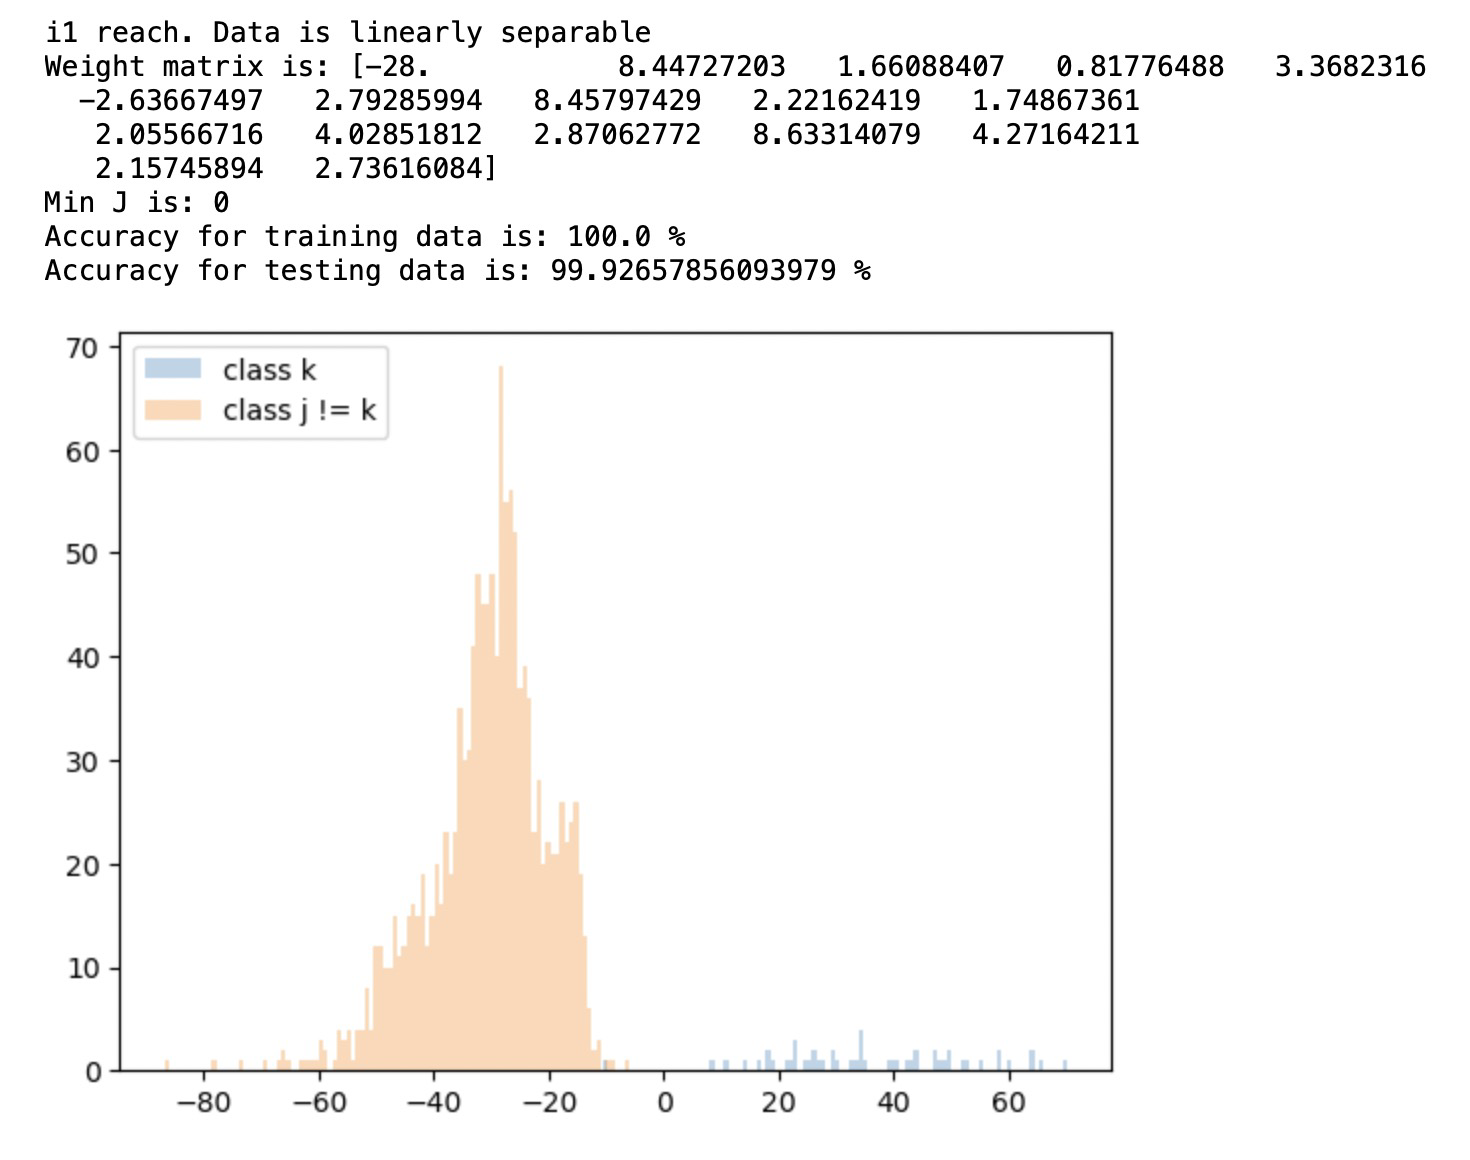 i1 reach. Data is linearly separable
Weight matrix is: [-28. 8.44727203 1.66088407 0.81776488 3.3682316
-2.63667497 2.79285994 8.45797429 2.22162419 1.74867361
2.05566716 4.02851812 2.87062772 8.63314079 4.27164211
2.15745894 2.73616084]
Min J is: 0
Accuracy for training data is: 100.0 %
Accuracy for testing data is: 99.92657856093979 %
70
class k
class j != k
60
50
40
30
20
10
0
−80 −60 −40 −20 0 20 40 60